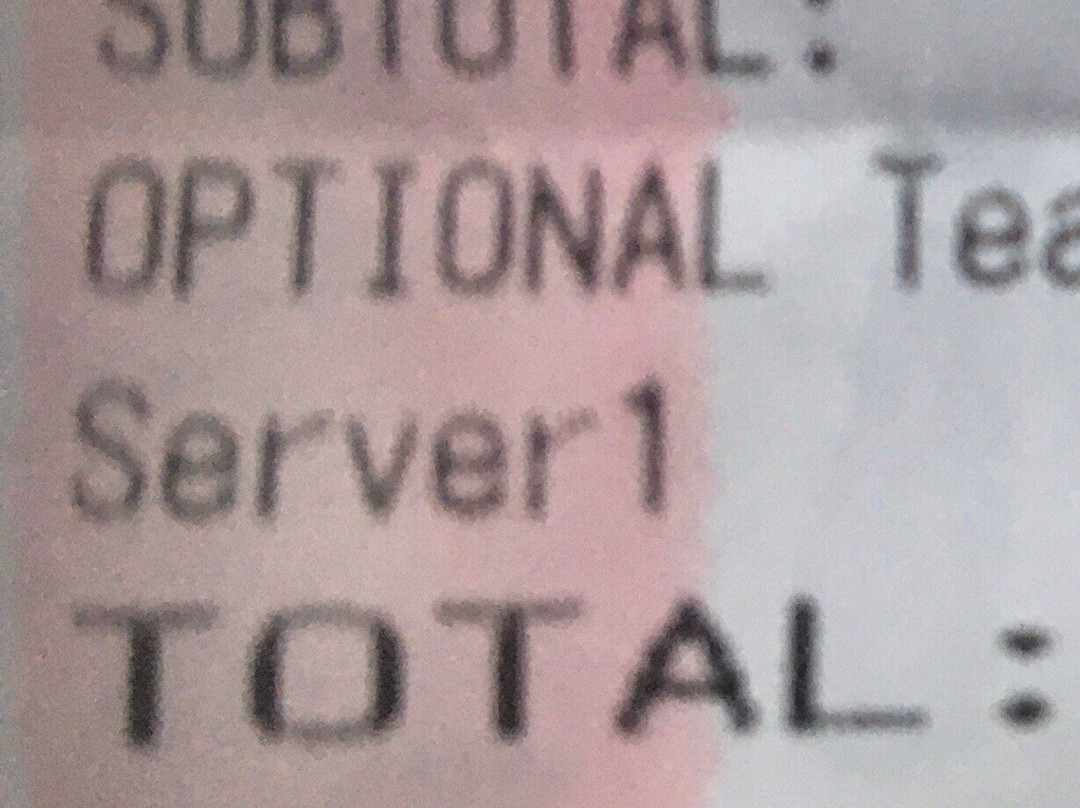 SUBTOTAL:
OPTIONAL Tea
Server1
TOTAL: